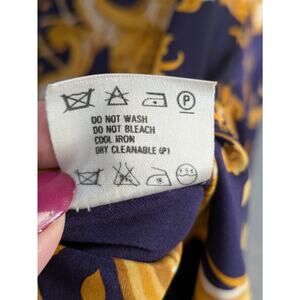 P
DO NOT WASH
DO NOT BLEACH
COOL IRON
DRY CLEANABLE (P)